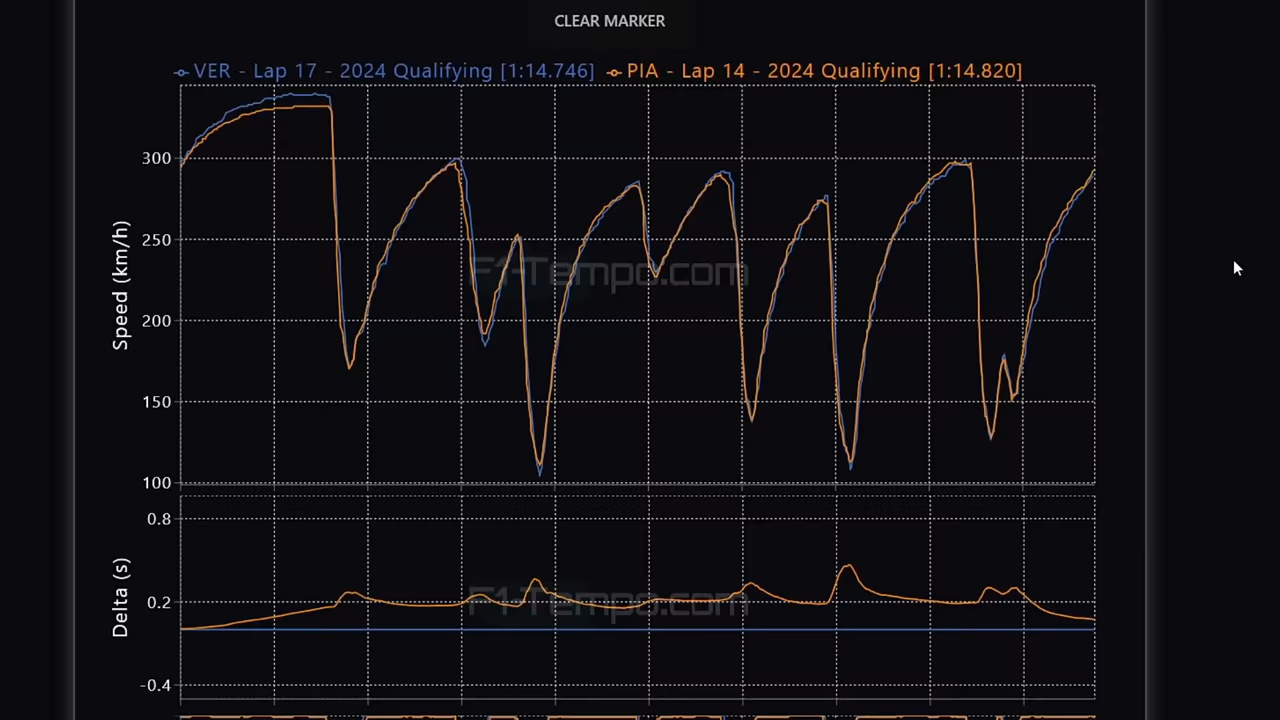 CLEAR MARKER
VER - Lap 17 - 2024 Qualifying [1:14.746] PIA - Lap 14 - 2024 Qualifying [1:14.820]
300
250
200
150
100
Speed (km/h)
F1-Tempo.com
0.8
0.2
-0.4
Delta (s)
F1-Tempo.com